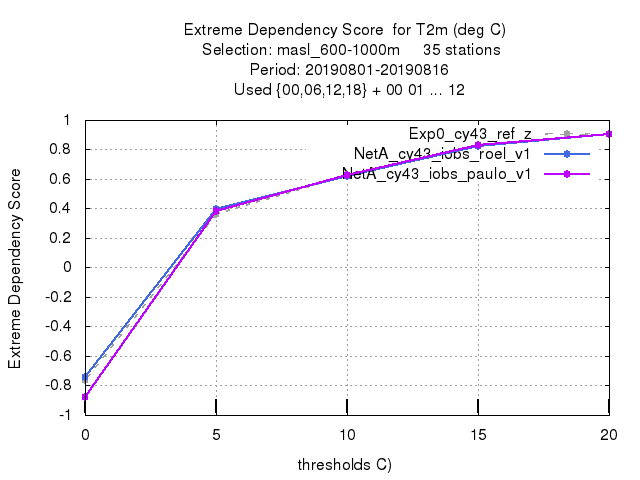 Extreme Dependency Score  for T2m (deg C)
Selection: masl_600-1000m     35 stations
Period: 20190801-20190816
Used {00,06,12,18} + 00 01 ... 12
Exp0_cy43_ref_z
NetA_cy43_iobs_roel_v1
NetA_cy43_iobs_paulo_v1
Extreme Dependency Score
1
0.8
0.6
0.4
0.2
0
-0.2
-0.4
-0.6
-0.8
-1
0 5 10 15 20
thresholds C)